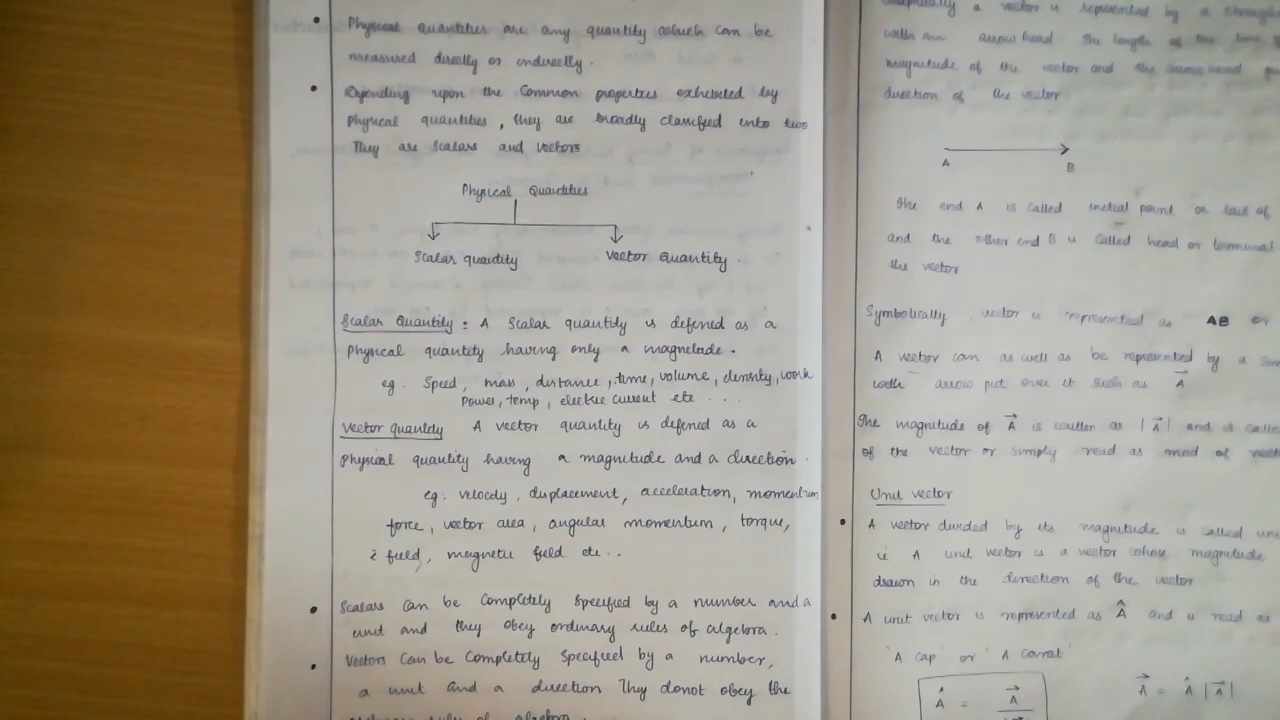 Physical quantities are any quantity which can be
measured directly or indirectly.
Depending upon the Common properties exhibited by
physical quantities, they are broadly classified into two
They are scalars and vectors
Physical Quantities
Scalar quantity
Vector Quantity.
Scalar Quantity: A Scalar quantity is defined as a
Physical quantity having only a magnitude.
eg: Speed, mass, distance, time, volume, density, work
Power, temp, electric current etc ...
Vector quantity A vector quantity is defined as a
Physical quantity having a magnitude and a direction.
eg: velocity, displacement, acceleration, momentum
force, vector area, angular momentum, torque,
field, magnetic field etc...
Scalars can be Completely Specified by a number and a
unit and they obey ordinary rules of algebra.
Vectors Can be Completely Specified by a number,
a unit and a direction They donot obey the
rules of algebra.
a vector is represented by a
with an arrow head The length of the
magnitude of the vector and the arrow head
direction of the vector
A
B
The end A is called initial point or tail of
and the other end B is called head or terminal
the vector
Symbolically, vector is represented as AB or
A vector can as well as be represented by a
with arrow put over it such as A⃗
The magnitude of A⃗ is written as |A⃗| and is
of the vector or simply read as mod of
Unit vector
A vector divided by its magnitude is called
ie A unit vector is a vector whose magnitude
drawn in the direction of the vector
A unit vector is represented as Â and is read as
'A cap' or 'A carrat'
Â = A⃗
A⃗ = Â |A⃗|